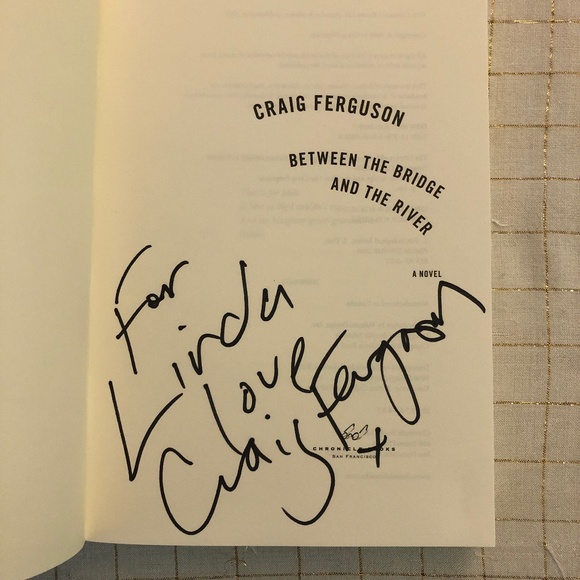 CRAIG FERGUSON
BETWEEN THE BRIDGE
AND THE RIVER
A NOVEL
For
Linda
Love
Craig Ferguson
x
CHRONICLE BOOKS
SAN FRANCISCO